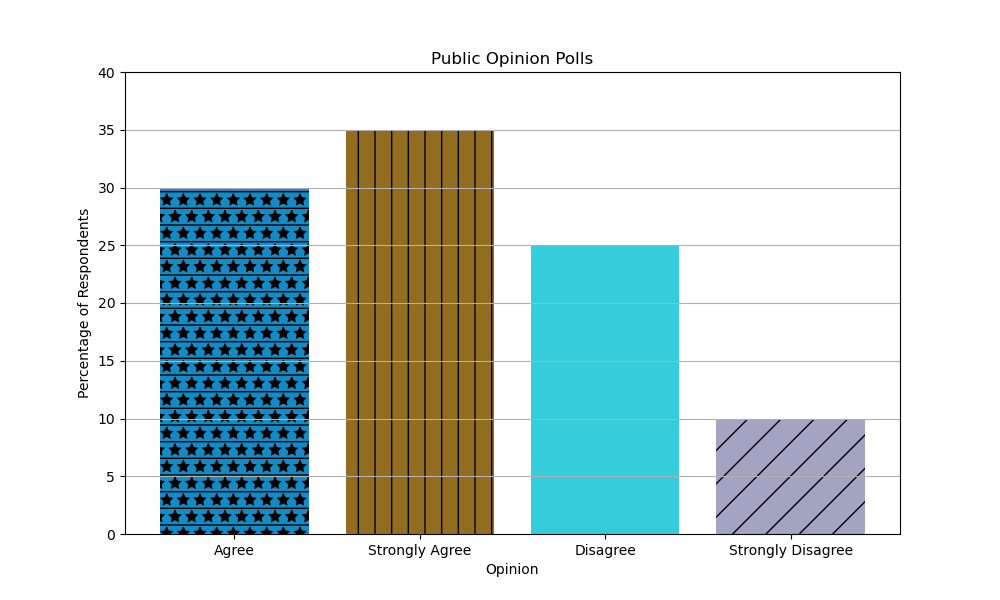 Public Opinion Polls
Percentage of Respondents
40
35
30
25
20
15
10
5
0
Agree Strongly Agree Disagree Strongly Disagree
Opinion